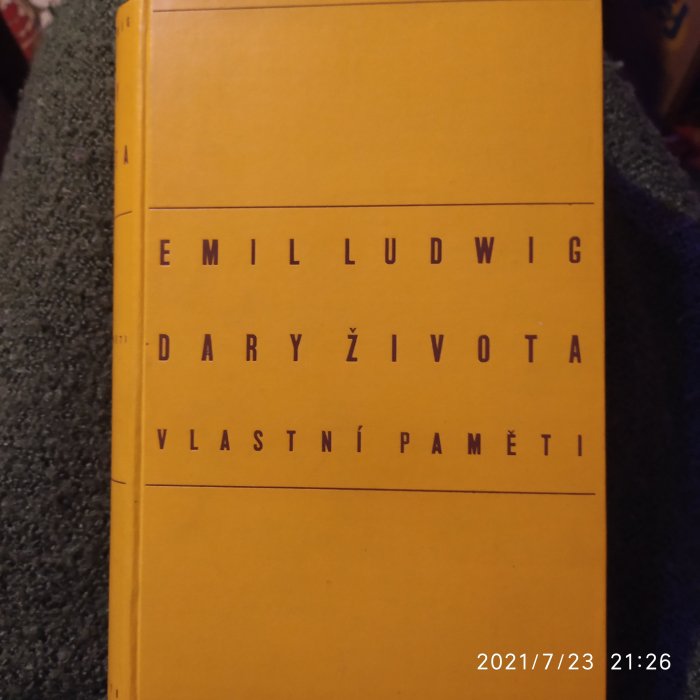 EMIL LUDWIG
DARY ŽIVOTA
VLASTNÍ PAMĚTI
2021/7/23 21:26